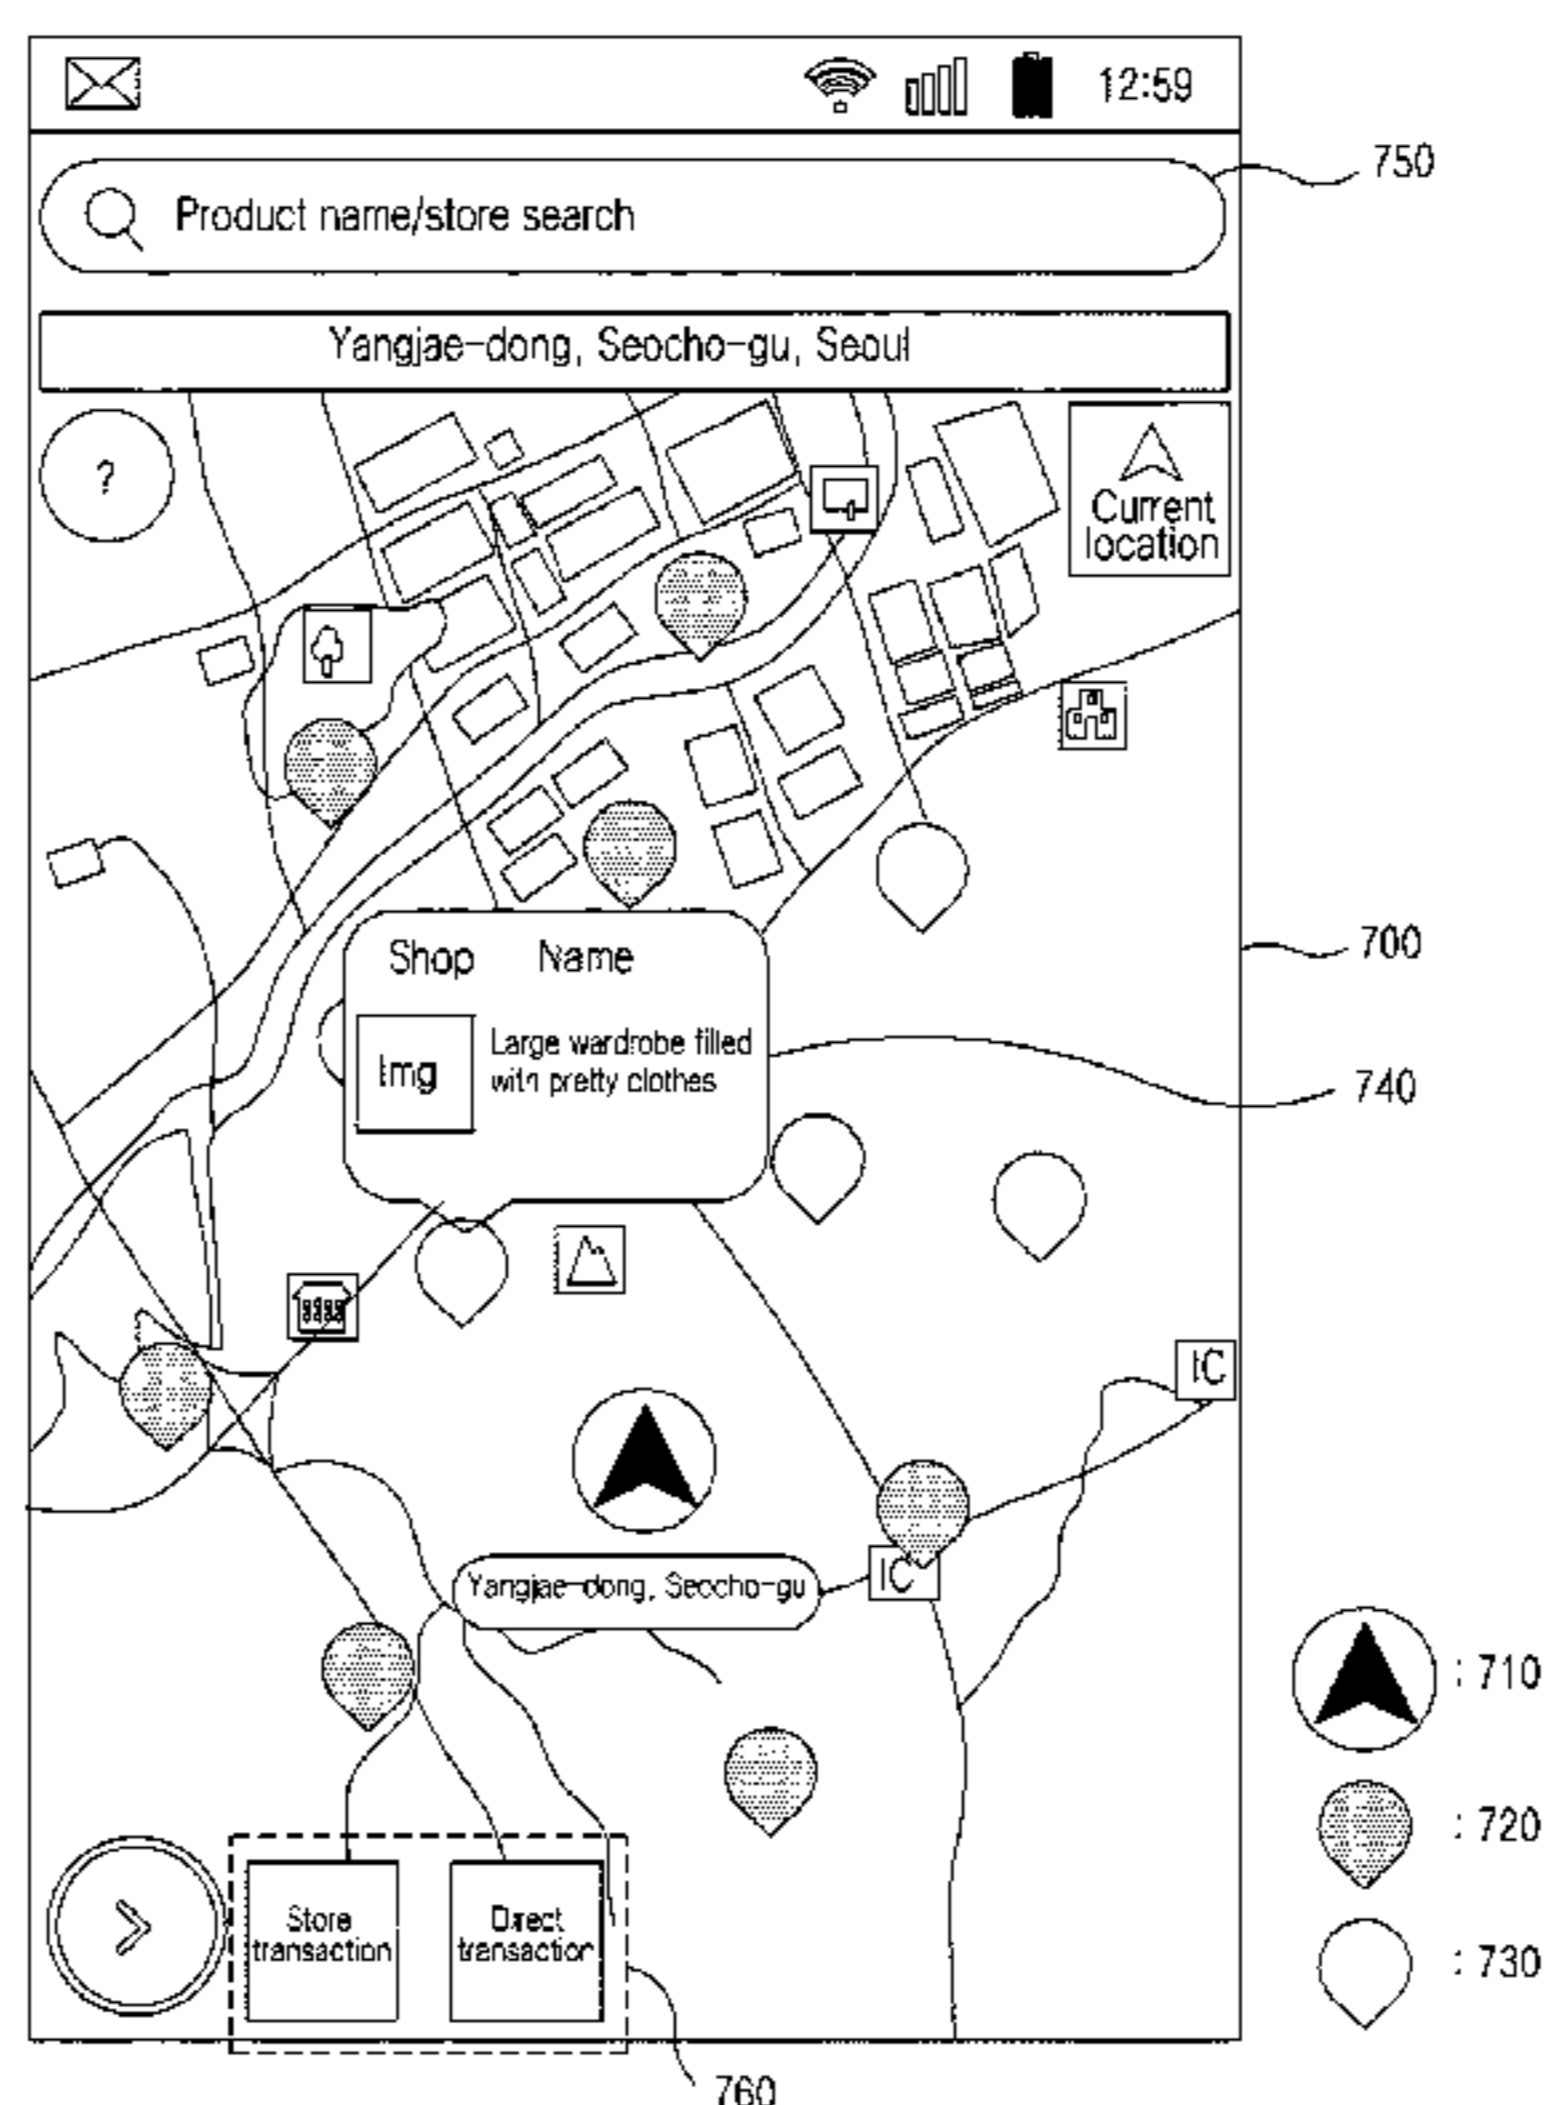 12:59
750
Product name/store search
Yangjae-dong, Seocho-gu, Seoul
?
Current
location
Shop Name
700
Img
Large wardrobe filled
with pretty clothes
740
IC
IC
Yangjae-dong, Seocho-gu
: 710
: 720
: 730
Store
transaction
Direct
transaction
760